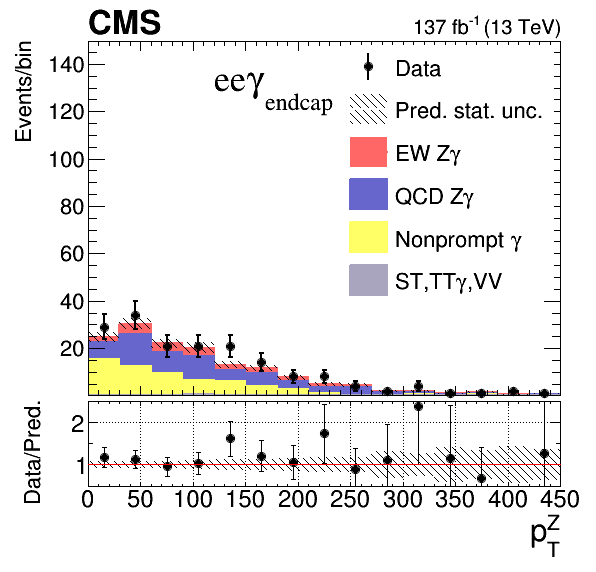 CMS 137 fb⁻¹ (13 TeV)
Events/bin
140
120
100
80
60
40
20
eeγ_endcap
Data
Pred. stat. unc.
EW Zγ
QCD Zγ
Nonprompt γ
ST,TTγ,VV
Data/Pred.
2
1
0 50 100 150 200 250 300 350 400 450
p_T^Z